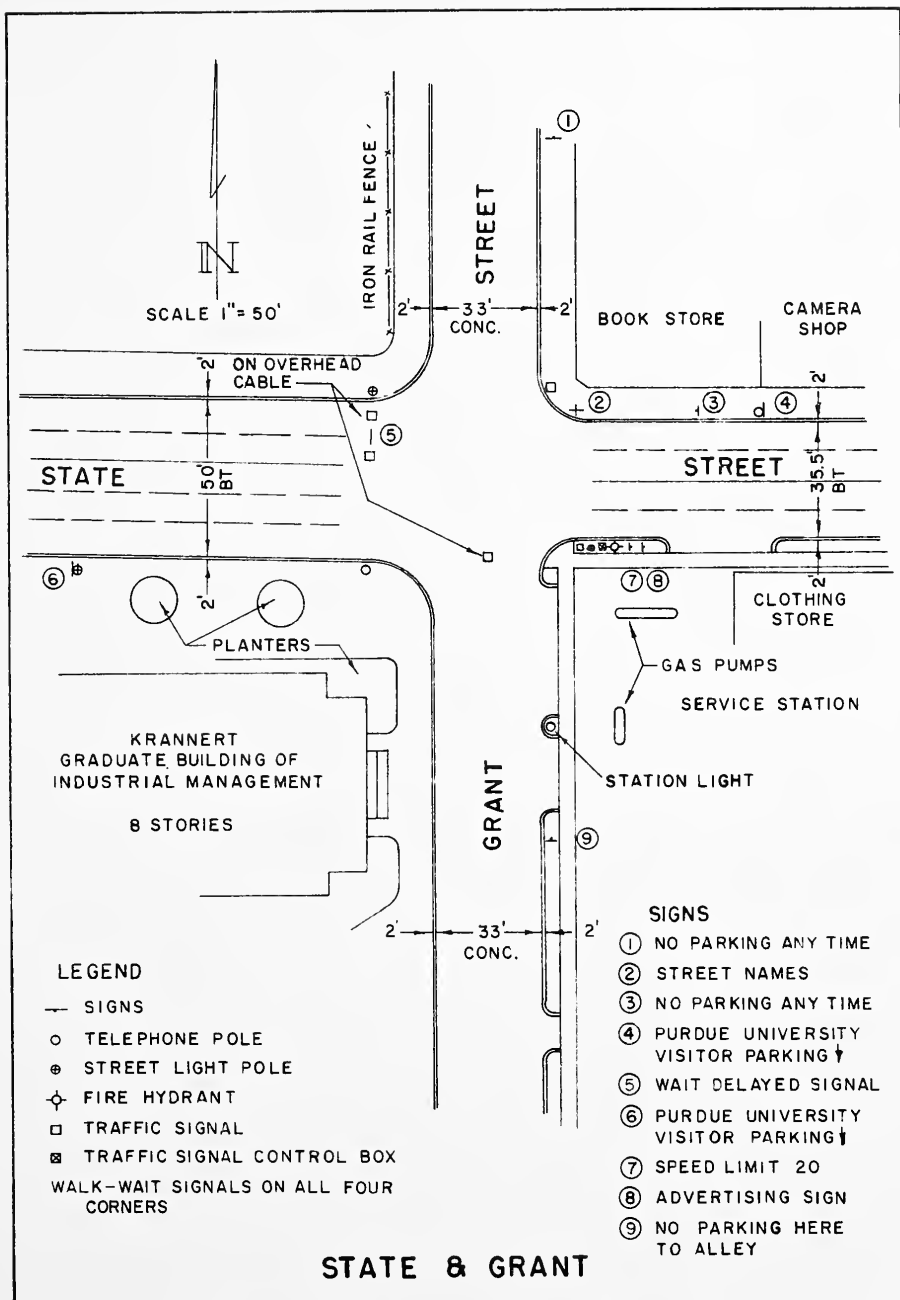 ①
STREET
IRON RAIL FENCE
N
SCALE 1"= 50'
2' 33' 2'
CONC.
BOOK STORE
CAMERA
SHOP
ON OVERHEAD
CABLE
2'
2'
② ③ ④
⑤
STATE
50'
BT
STREET
35.5'
BT
⑥
2'
2'
⑦ ⑧
CLOTHING
STORE
PLANTERS
GAS PUMPS
SERVICE STATION
KRANNERT
GRADUATE BUILDING OF
INDUSTRIAL MANAGEMENT
8 STORIES
STATION LIGHT
GRANT
⑨
2' 33' 2'
CONC.
LEGEND
SIGNS
TELEPHONE POLE
STREET LIGHT POLE
FIRE HYDRANT
TRAFFIC SIGNAL
TRAFFIC SIGNAL CONTROL BOX
WALK-WAIT SIGNALS ON ALL FOUR
CORNERS
SIGNS
① NO PARKING ANY TIME
② STREET NAMES
③ NO PARKING ANY TIME
④ PURDUE UNIVERSITY
VISITOR PARKING
⑤ WAIT DELAYED SIGNAL
⑥ PURDUE UNIVERSITY
VISITOR PARKING
⑦ SPEED LIMIT 20
⑧ ADVERTISING SIGN
⑨ NO PARKING HERE
TO ALLEY
STATE & GRANT